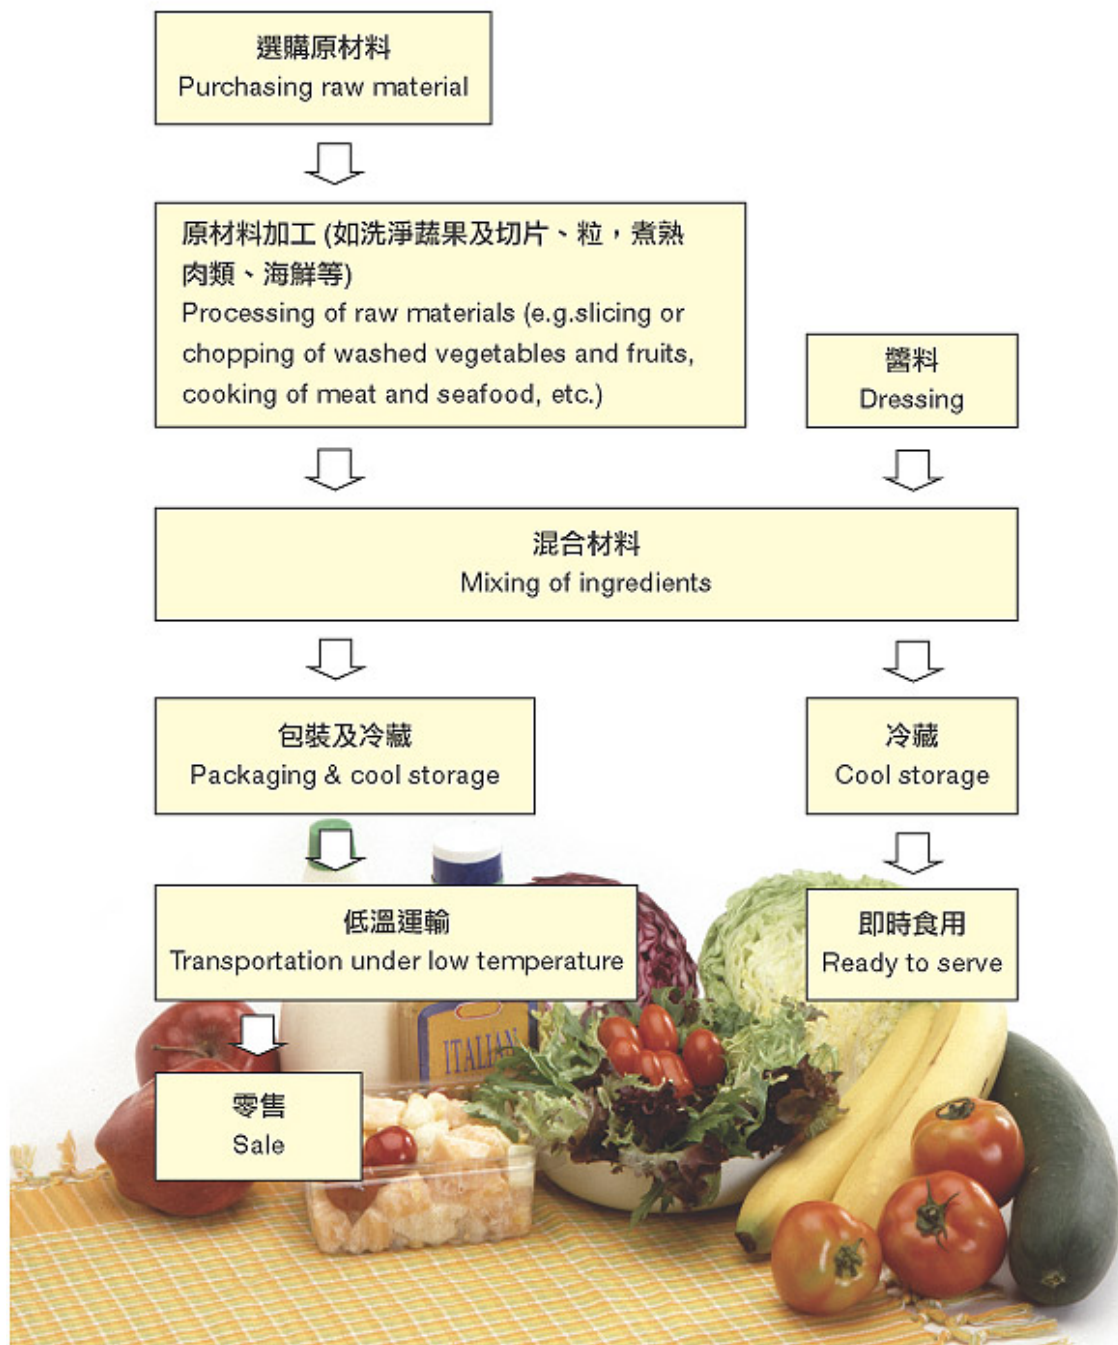 選購原材料
Purchasing raw material
原材料加工 (如洗淨蔬果及切片、粒，煮熟
肉類、海鮮等)
Processing of raw materials (e.g.slicing or
chopping of washed vegetables and fruits,
cooking of meat and seafood, etc.)
醬料
Dressing
混合材料
Mixing of ingredients
包裝及冷藏
Packaging & cool storage
冷藏
Cool storage
低溫運輸
Transportation under low temperature
即時食用
Ready to serve
ITALIAN
零售
Sale